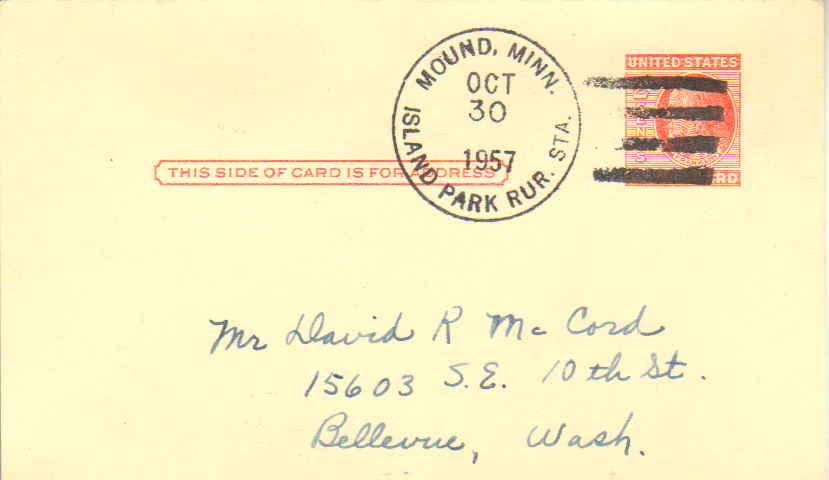 MOUND, MINN.
OCT
30
1957
ISLAND PARK RUR. STA.
UNITED STATES
THIS SIDE OF CARD IS FOR ADDRESS
Mr David R McCord
15603 S.E. 10th St.
Bellevue, Wash.